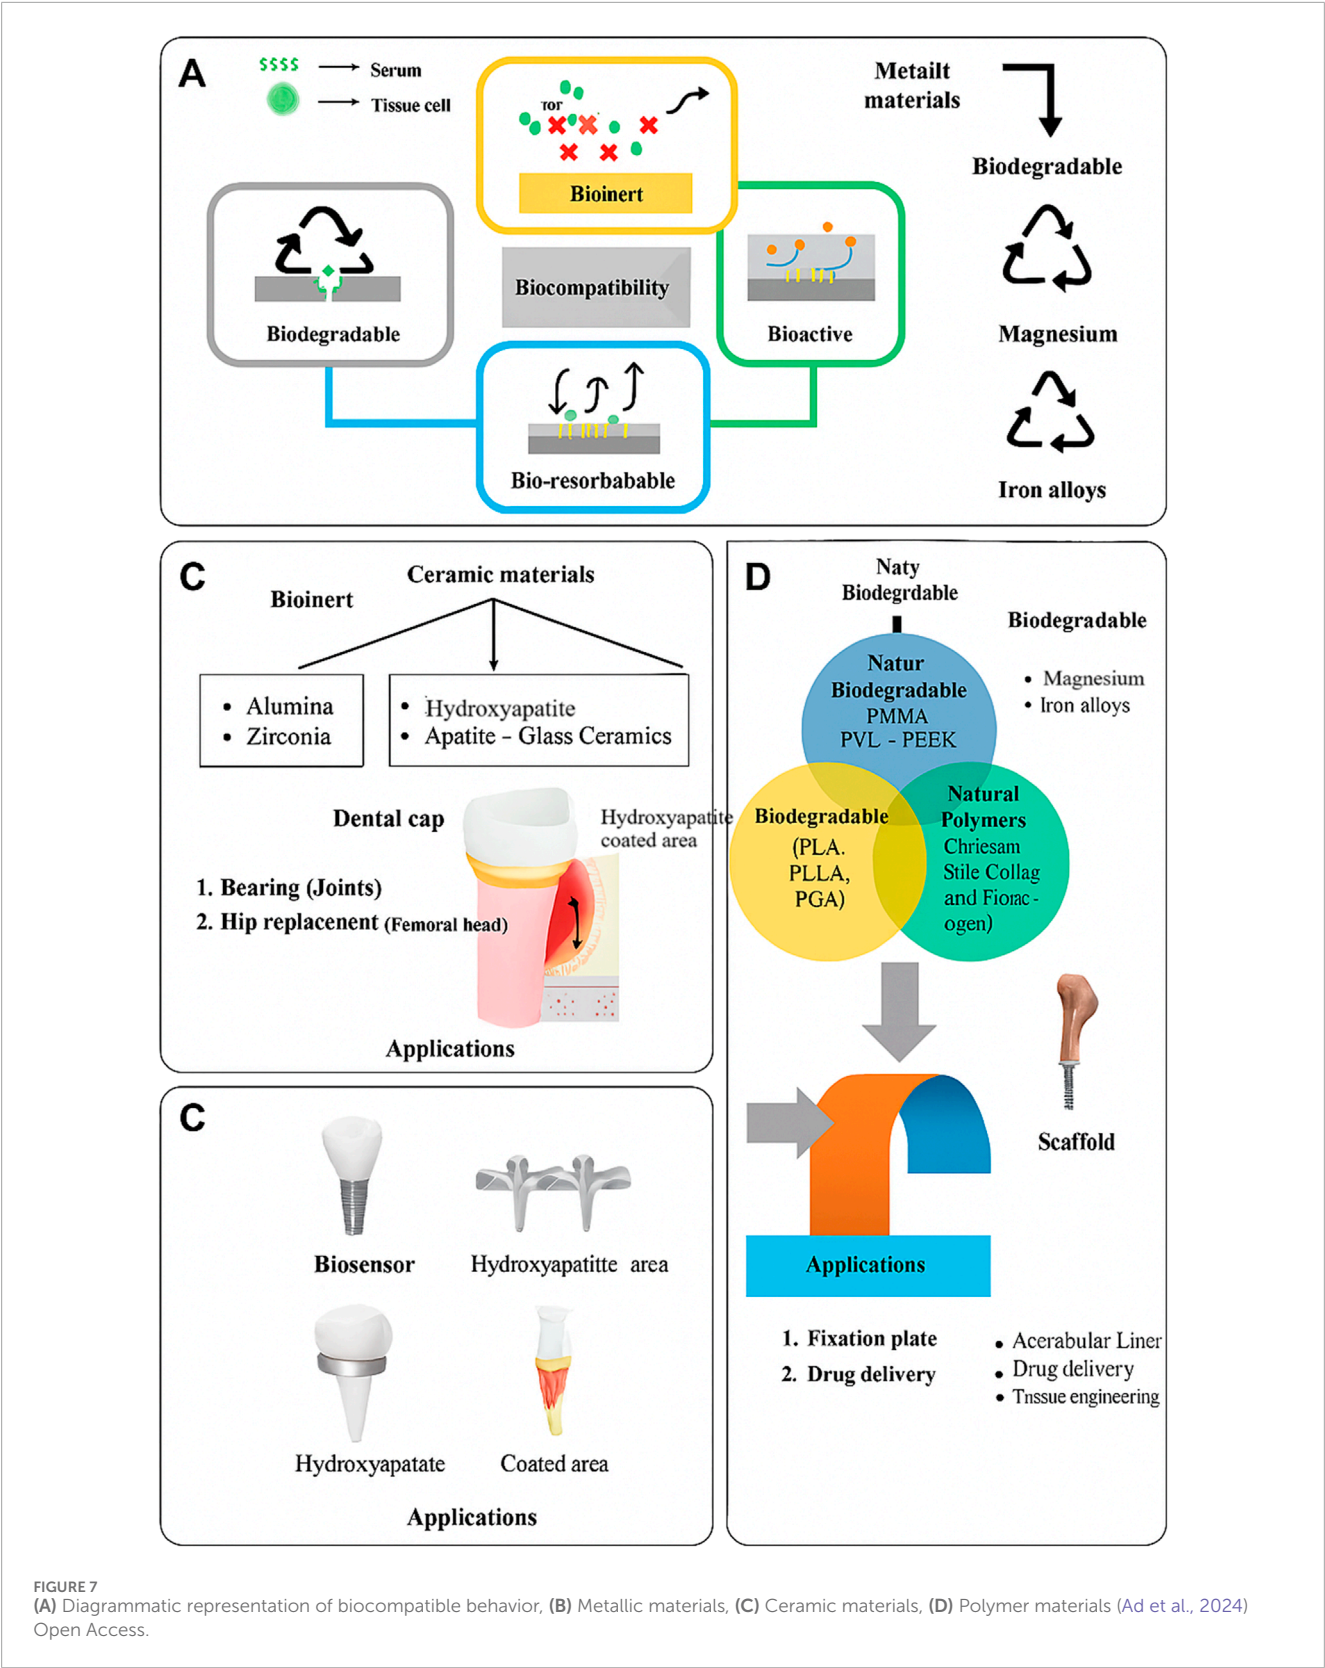 A
$$$$ → Serum
→ Tissue cell
TOT
Bioinert
Metailt
materials
Biodegradable
Magnesium
Iron alloys
Biodegradable
Biocompatibility
Bioactive
Bio-resorbabable
C
Ceramic materials
Bioinert
• Alumina
• Zirconia
• Hydroxyapatite
• Apatite – Glass Ceramics
Dental cap
Hydroxyapatite
coated area
1. Bearing (Joints)
2. Hip replacenent (Femoral head)
Applications
C
Biosensor
Hydroxyapatitte area
Hydroxyapatate
Coated area
Applications
D
Naty
Biodegrdable
Biodegradable
• Magnesium
• Iron alloys
Natur
Biodegradable
PMMA
PVL - PEEK
Biodegradable
(PLA.
PLLA,
PGA)
Natural
Polymers
Chriesam
Stile Collag
and Fiorac -
ogen)
Scaffold
Applications
1. Fixation plate
2. Drug delivery
• Acerabular Liner
• Drug delivery
• Tnssue engineering
FIGURE 7
(A) Diagrammatic representation of biocompatible behavior, (B) Metallic materials, (C) Ceramic materials, (D) Polymer materials (Ad et al., 2024)
Open Access.